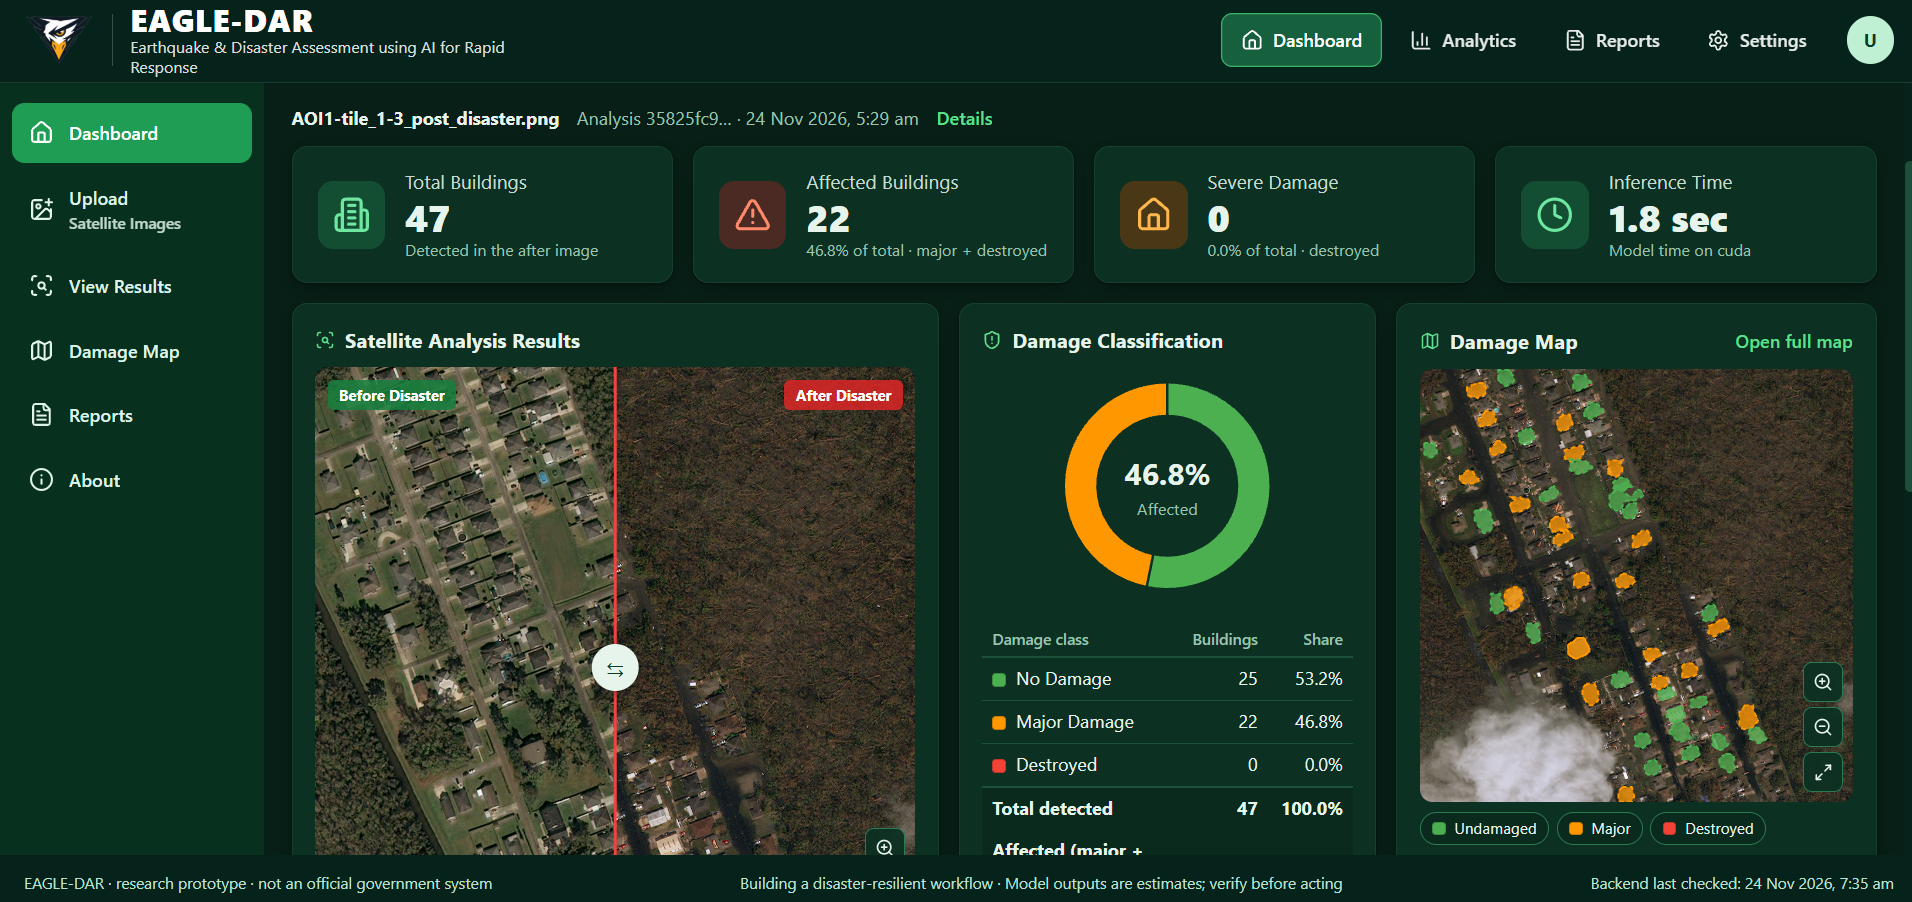 EAGLE-DAR
Earthquake & Disaster Assessment using AI for Rapid
Response
Dashboard
Analytics
Reports
Settings
U
Dashboard
Upload
Satellite Images
View Results
Damage Map
Reports
About
AOI1-tile_1-3_post_disaster.png Analysis 35825fc9... · 24 Nov 2026, 5:29 am Details
Total Buildings
47
Detected in the after image
Affected Buildings
22
46.8% of total · major + destroyed
Severe Damage
0
0.0% of total · destroyed
Inference Time
1.8 sec
Model time on cuda
Satellite Analysis Results
Before Disaster
After Disaster
Damage Classification
46.8%
Affected
Damage class Buildings Share
No Damage 25 53.2%
Major Damage 22 46.8%
Destroyed 0 0.0%
Total detected 47 100.0%
Affected (major +
Damage Map
Open full map
Undamaged
Major
Destroyed
EAGLE-DAR · research prototype · not an official government system
Building a disaster-resilient workflow · Model outputs are estimates; verify before acting
Backend last checked: 24 Nov 2026, 7:35 am